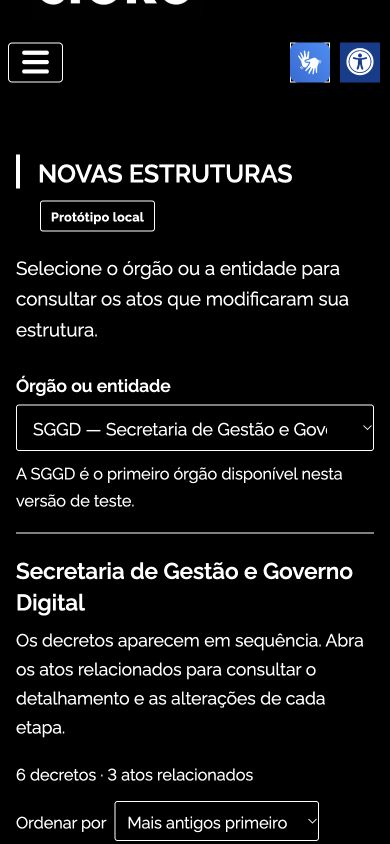 NOVAS ESTRUTURAS
Protótipo local
Selecione o órgão ou a entidade para
consultar os atos que modificaram sua
estrutura.
Órgão ou entidade
SGGD — Secretaria de Gestão e Gov
A SGGD é o primeiro órgão disponível nesta
versão de teste.
Secretaria de Gestão e Governo
Digital
Os decretos aparecem em sequência. Abra
os atos relacionados para consultar o
detalhamento e as alterações de cada
etapa.
6 decretos · 3 atos relacionados
Ordenar por Mais antigos primeiro